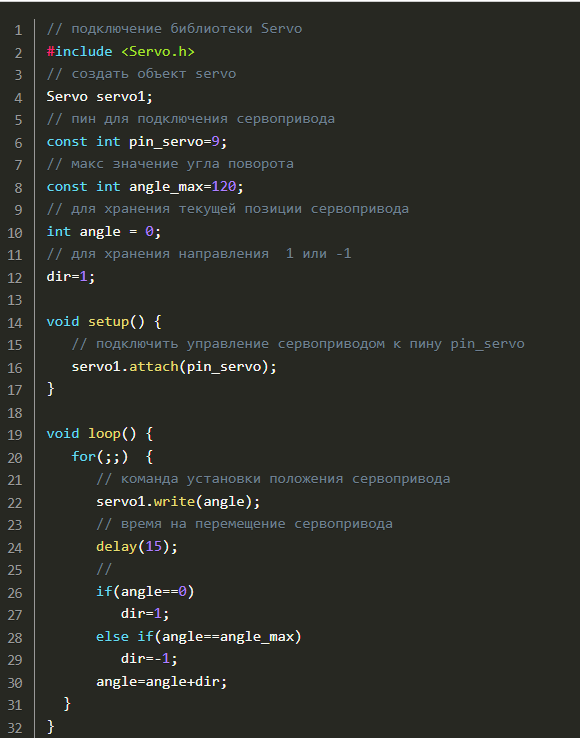 1 // подключение библиотеки Servo
2 #include <Servo.h>
3 // создать объект servo
4 Servo servo1;
5 // пин для подключения сервопривода
6 const int pin_servo=9;
7 // макс значение угла поворота
8 const int angle_max=120;
9 // для хранения текущей позиции сервопривода
10 int angle = 0;
11 // для хранения направления  1 или -1
12 dir=1;
13
14 void setup() {
15    // подключить управление сервоприводом к пину pin_servo
16    servo1.attach(pin_servo);
17 }
18
19 void loop() {
20    for(;;)  {
21       // команда установки положения сервопривода
22       servo1.write(angle);
23       // время на перемещение сервопривода
24       delay(15);
25       //
26       if(angle==0)
27          dir=1;
28       else if(angle==angle_max)
29          dir=-1;
30       angle=angle+dir;
31   }
32 }